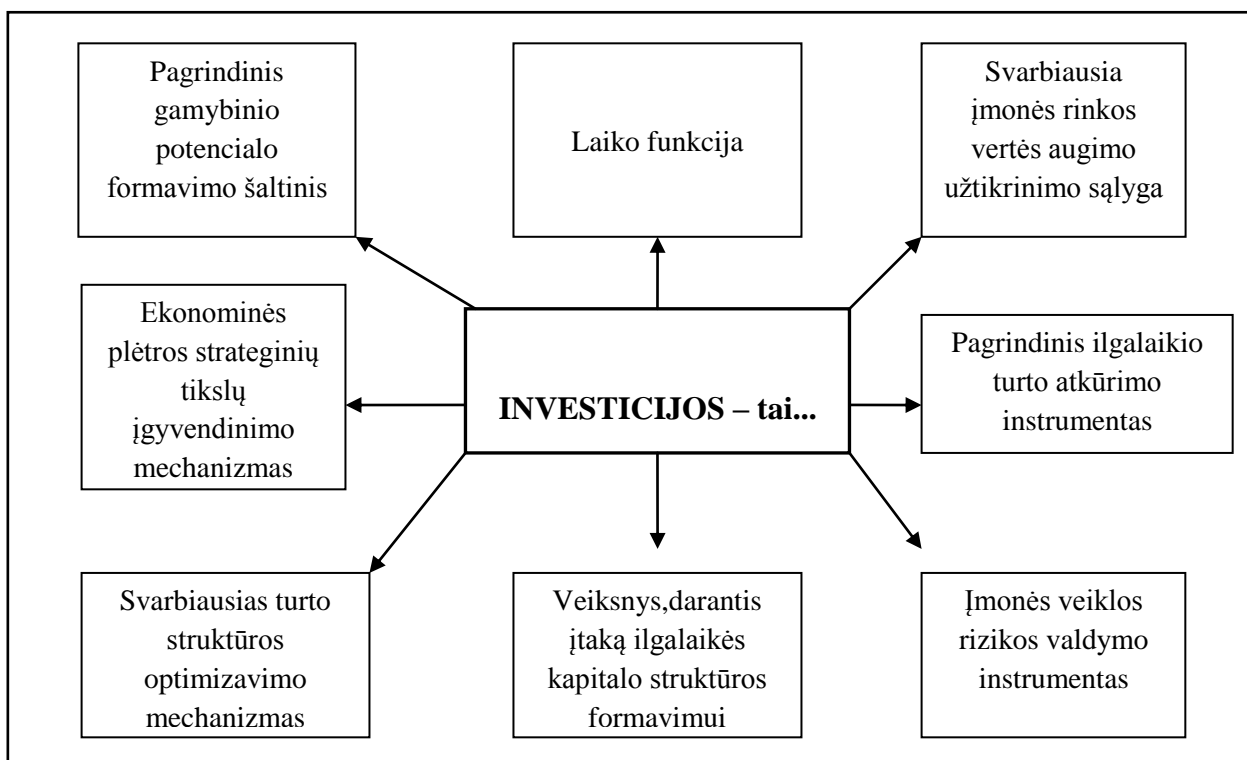 Pagrindinis
gamybinio
potencialo
formavimo šaltinis
Laiko funkcija
Svarbiausia
įmonės rinkos
vertės augimo
užtikrinimo sąlyga
Ekonominės
plėtros strateginių
tikslų
įgyvendinimo
mechanizmas
INVESTICIJOS – tai...
Pagrindinis ilgalaikio
turto atkūrimo
instrumentas
Svarbiausias turto
struktūros
optimizavimo
mechanizmas
Veiksnys,darantis
įtaką ilgalaikės
kapitalo struktūros
formavimui
Įmonės veiklos
rizikos valdymo
instrumentas